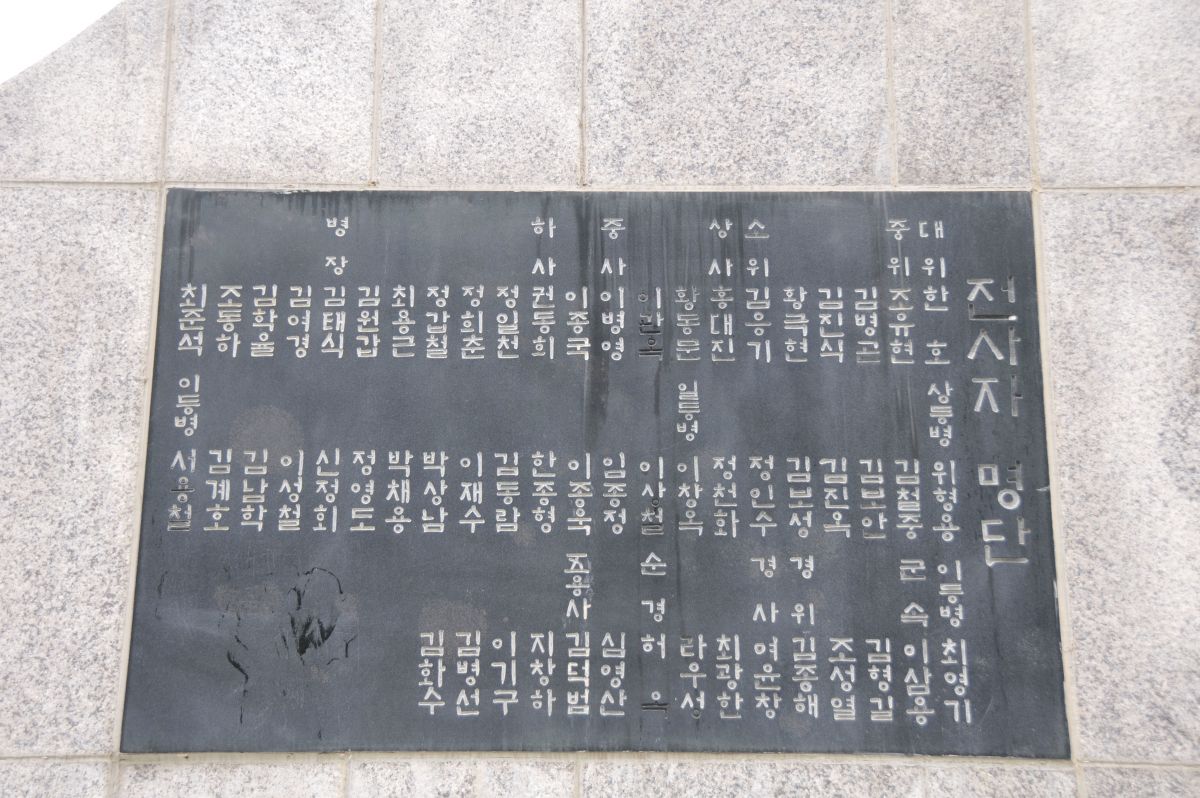 전사자 명단
대위 한 호
중위 조유현
김병곤
김진식
황극현
소위 김응기
상사 홍대진
황동문
중사 이병영
이종국
하사 권동희
정일천
정희춘
정갑철
최용근
김원갑
병장 김태식
김여경
김학율
조동하
최준석
상등병 위형용
김철중
김보안
김진옥
김보성
정인수
정천화
일등병 이창옥
이상철
임종정
이종욱
한종형
김동람
이재수
박상남
박채용
정영도
신정회
이성철
김남학
김계호
이등병 서용철
이등병 최영기
군속 이삼용
김형길
조성열
경위 김종해
경사 여윤창
최광한
라우성
순경 허 옥
심영산
조용사 김덕범
지창하
이기구
김병선
김화수